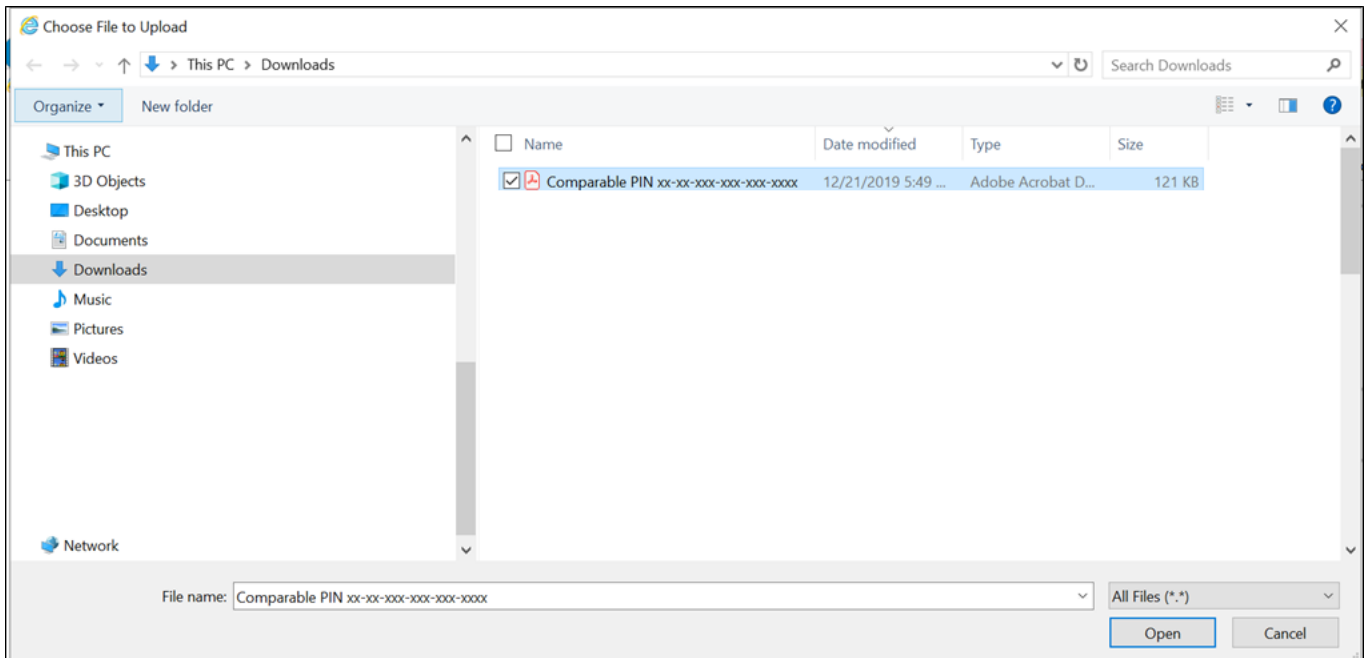 Choose File to Upload
This PC > Downloads
Search Downloads
Organize
New folder
Name
Date modified
Type
Size
This PC
3D Objects
Desktop
Documents
Downloads
Music
Pictures
Videos
Network
Comparable PIN xx-xx-xxx-xxx-xxx-xxxx 12/21/2019 5:49 ... Adobe Acrobat D... 121 KB
File name: Comparable PIN xx-xx-xxx-xxx-xxx-xxxx
All Files (*.*)
Open
Cancel